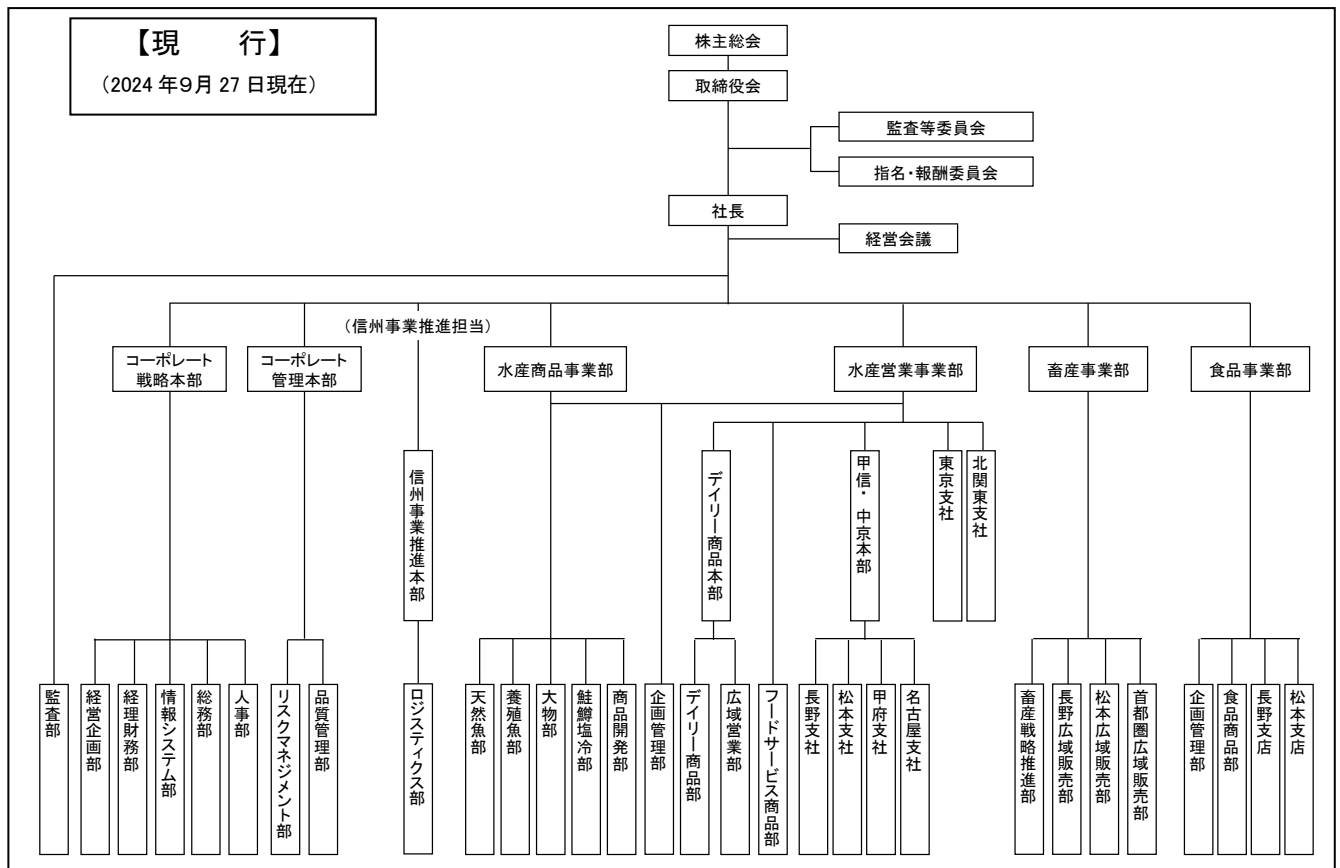 【現　　行】
（2024年9月27日現在）
株主総会
取締役会
監査等委員会
指名・報酬委員会
社長
経営会議
（信州事業推進担当）
コーポレート
戦略本部
コーポレート
管理本部
水産商品事業部
水産営業事業部
畜産事業部
食品事業部
信州事業推進本部
デイリー商品本部
甲信・中京本部
東京支社
北関東支社
監査部
経営企画部
経理財務部
情報システム部
総務部
人事部
リスクマネジメント部
品質管理部
ロジスティクス部
天然魚部
養殖魚部
大物部
鮭鱒塩冷部
商品開発部
企画管理部
デイリー商品部
広域営業部
フードサービス商品部
長野支社
松本支社
甲府支社
名古屋支社
畜産戦略推進部
長野広域販売部
松本広域販売部
首都圏広域販売部
企画管理部
食品商品部
長野支店
松本支店